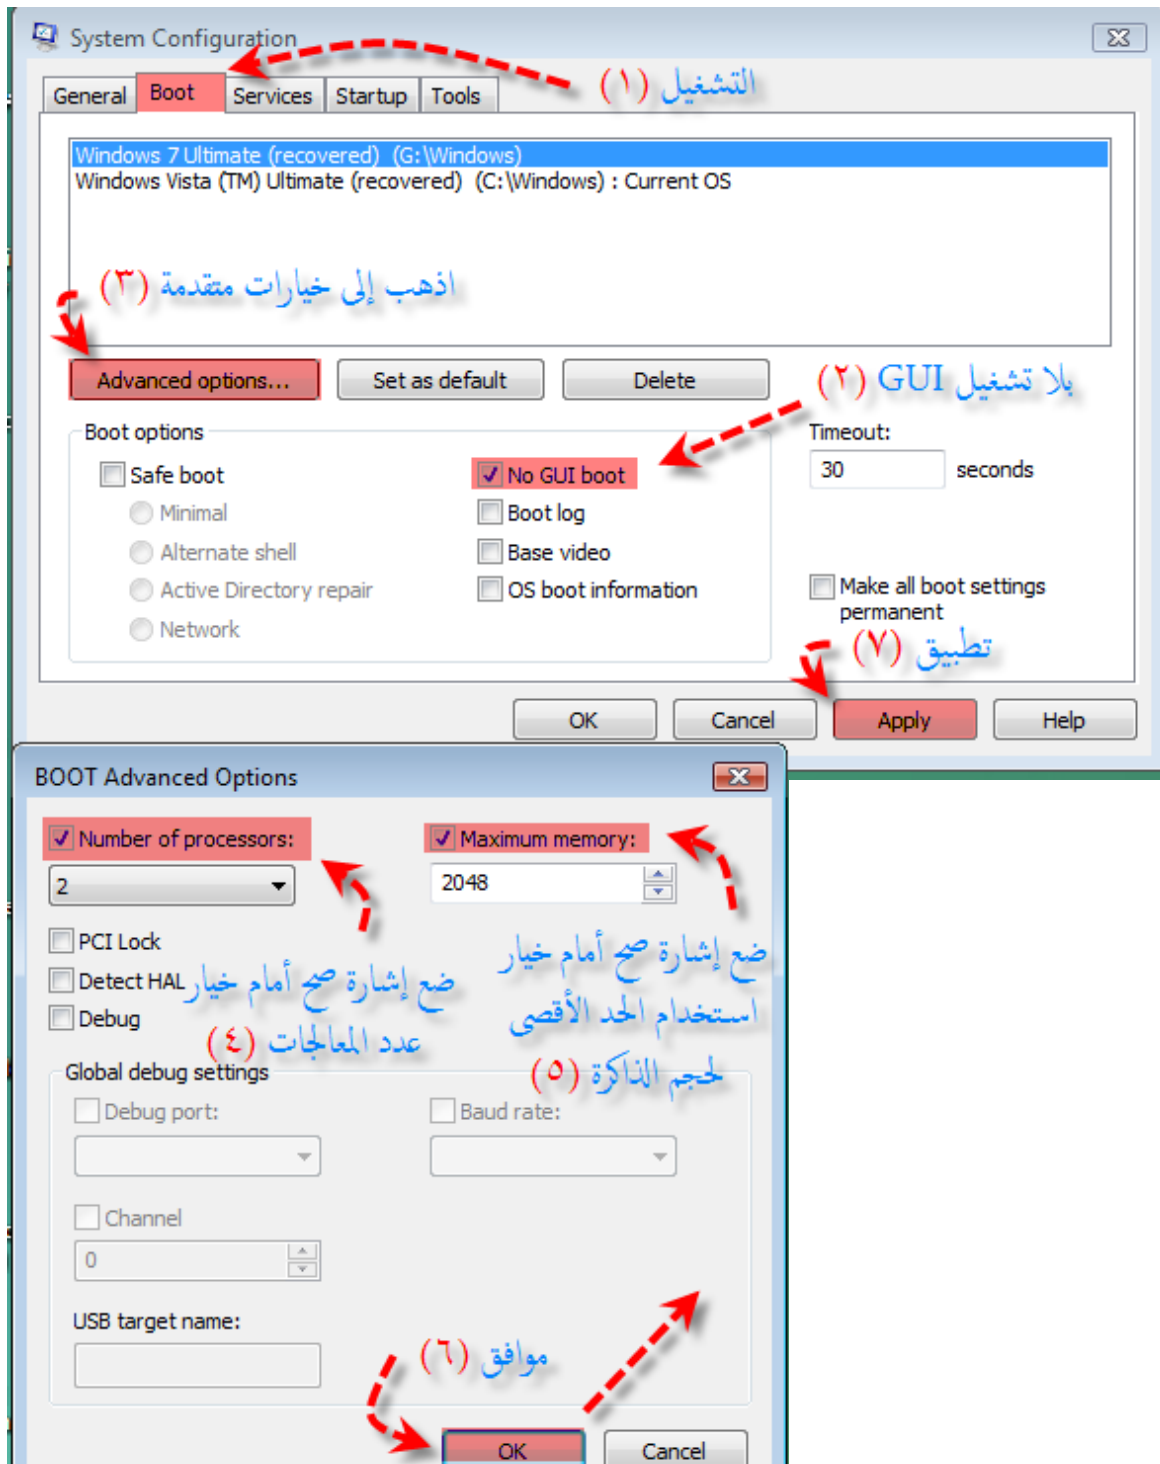 System Configuration
التشغيل (١)
General Boot Services Startup Tools
Windows 7 Ultimate (recovered) (G:\Windows)
Windows Vista (TM) Ultimate (recovered) (C:\Windows) : Current OS
اذهب إلى خيارات متقدمة (٣)
Advanced options... Set as default Delete
بلا تشغيل GUI (٢)
Boot options
Timeout:
Safe boot
No GUI boot
30 seconds
Minimal
Boot log
Alternate shell
Base video
Active Directory repair
OS boot information
Make all boot settings
permanent
Network
تطبيق (٧)
OK Cancel Apply Help
BOOT Advanced Options
Number of processors:
Maximum memory:
2
2048
PCI Lock
Detect HAL
Debug
ضع إشارة صح أمام خيار
عدد المعالجات (٤)
ضع إشارة صح أمام خيار
استخدام الحد الأقصى
لحجم الذاكرة (٥)
Global debug settings
Debug port:
Baud rate:
Channel
0
USB target name:
موافق (٦)
OK Cancel